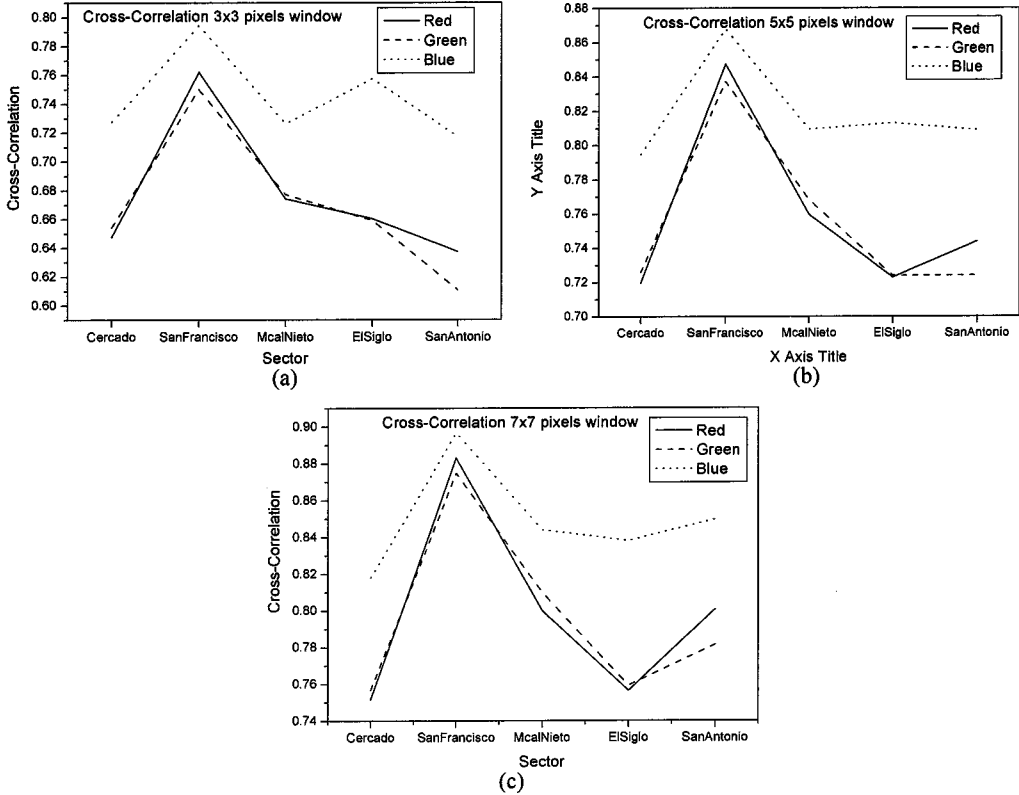 Cross-Correlation 3x3 pixels window
Red
Green
Blue
0.80
0.76
0.72
0.70
0.68
0.66
0.64
0.62
0.60
Cross-Correlation
Cercado
SanFrancisco
McalNieto
ElSiglo
SanAntonio
Sector
(a)
Cross-Correlation 5x5 pixels window
Red
Green
Blue
0.88
0.86
0.84
0.82
0.80
0.78
0.76
0.74
0.72
0.70
Y Axis Title
Cercado
SanFrancisco
McalNieto
ElSiglo
SanAntonio
X Axis Title
(b)
Cross-Correlation 7x7 pixels window
Red
Green
Blue
0.90
0.88
0.86
0.84
0.82
0.80
0.78
0.76
0.74
Cross-Correlation
Cercado
SanFrancisco
McalNieto
ElSiglo
SanAntonio
Sector
(c)